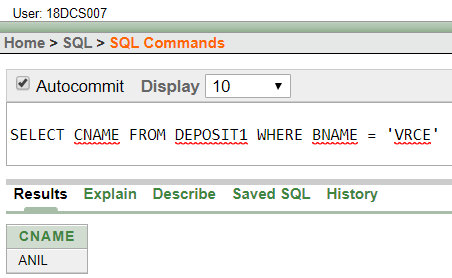 User: 18DCS007
Home > SQL > SQL Commands
Autocommit Display 10
SELECT CNAME FROM DEPOSIT1 WHERE BNAME = 'VRCE'
Results Explain Describe Saved SQL History
CNAME
ANIL